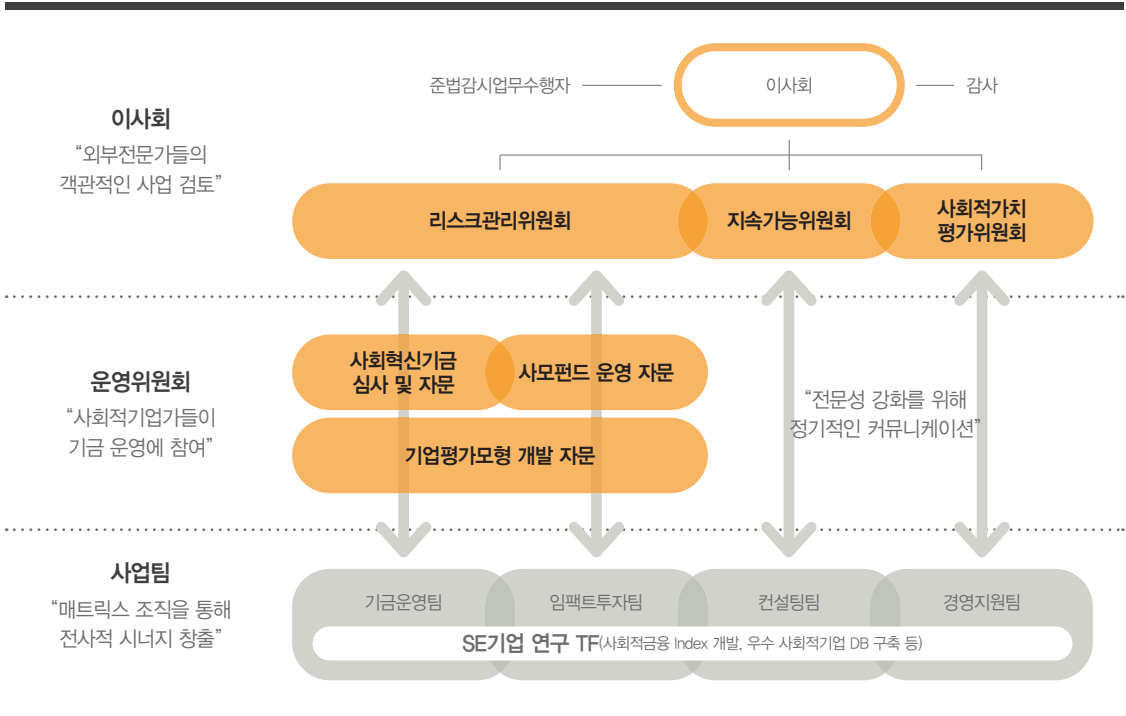 준법감시업무수행자
이사회
감사
이사회
“외부전문가들의
객관적인 사업 검토”
리스크관리위원회
지속가능위원회
사회적가치
평가위원회
운영위원회
“사회적기업가들이
기금 운영에 참여”
사회혁신기금
심사 및 자문
사모펀드 운영 자문
기업평가모형 개발 자문
“전문성 강화를 위해
정기적인 커뮤니케이션”
사업팀
“매트릭스 조직을 통해
전사적 시너지 창출”
기금운영팀
임팩트투자팀
컨설팅팀
경영지원팀
SE기업 연구 TF(사회적금융 Index 개발, 우수 사회적기업 DB 구축 등)